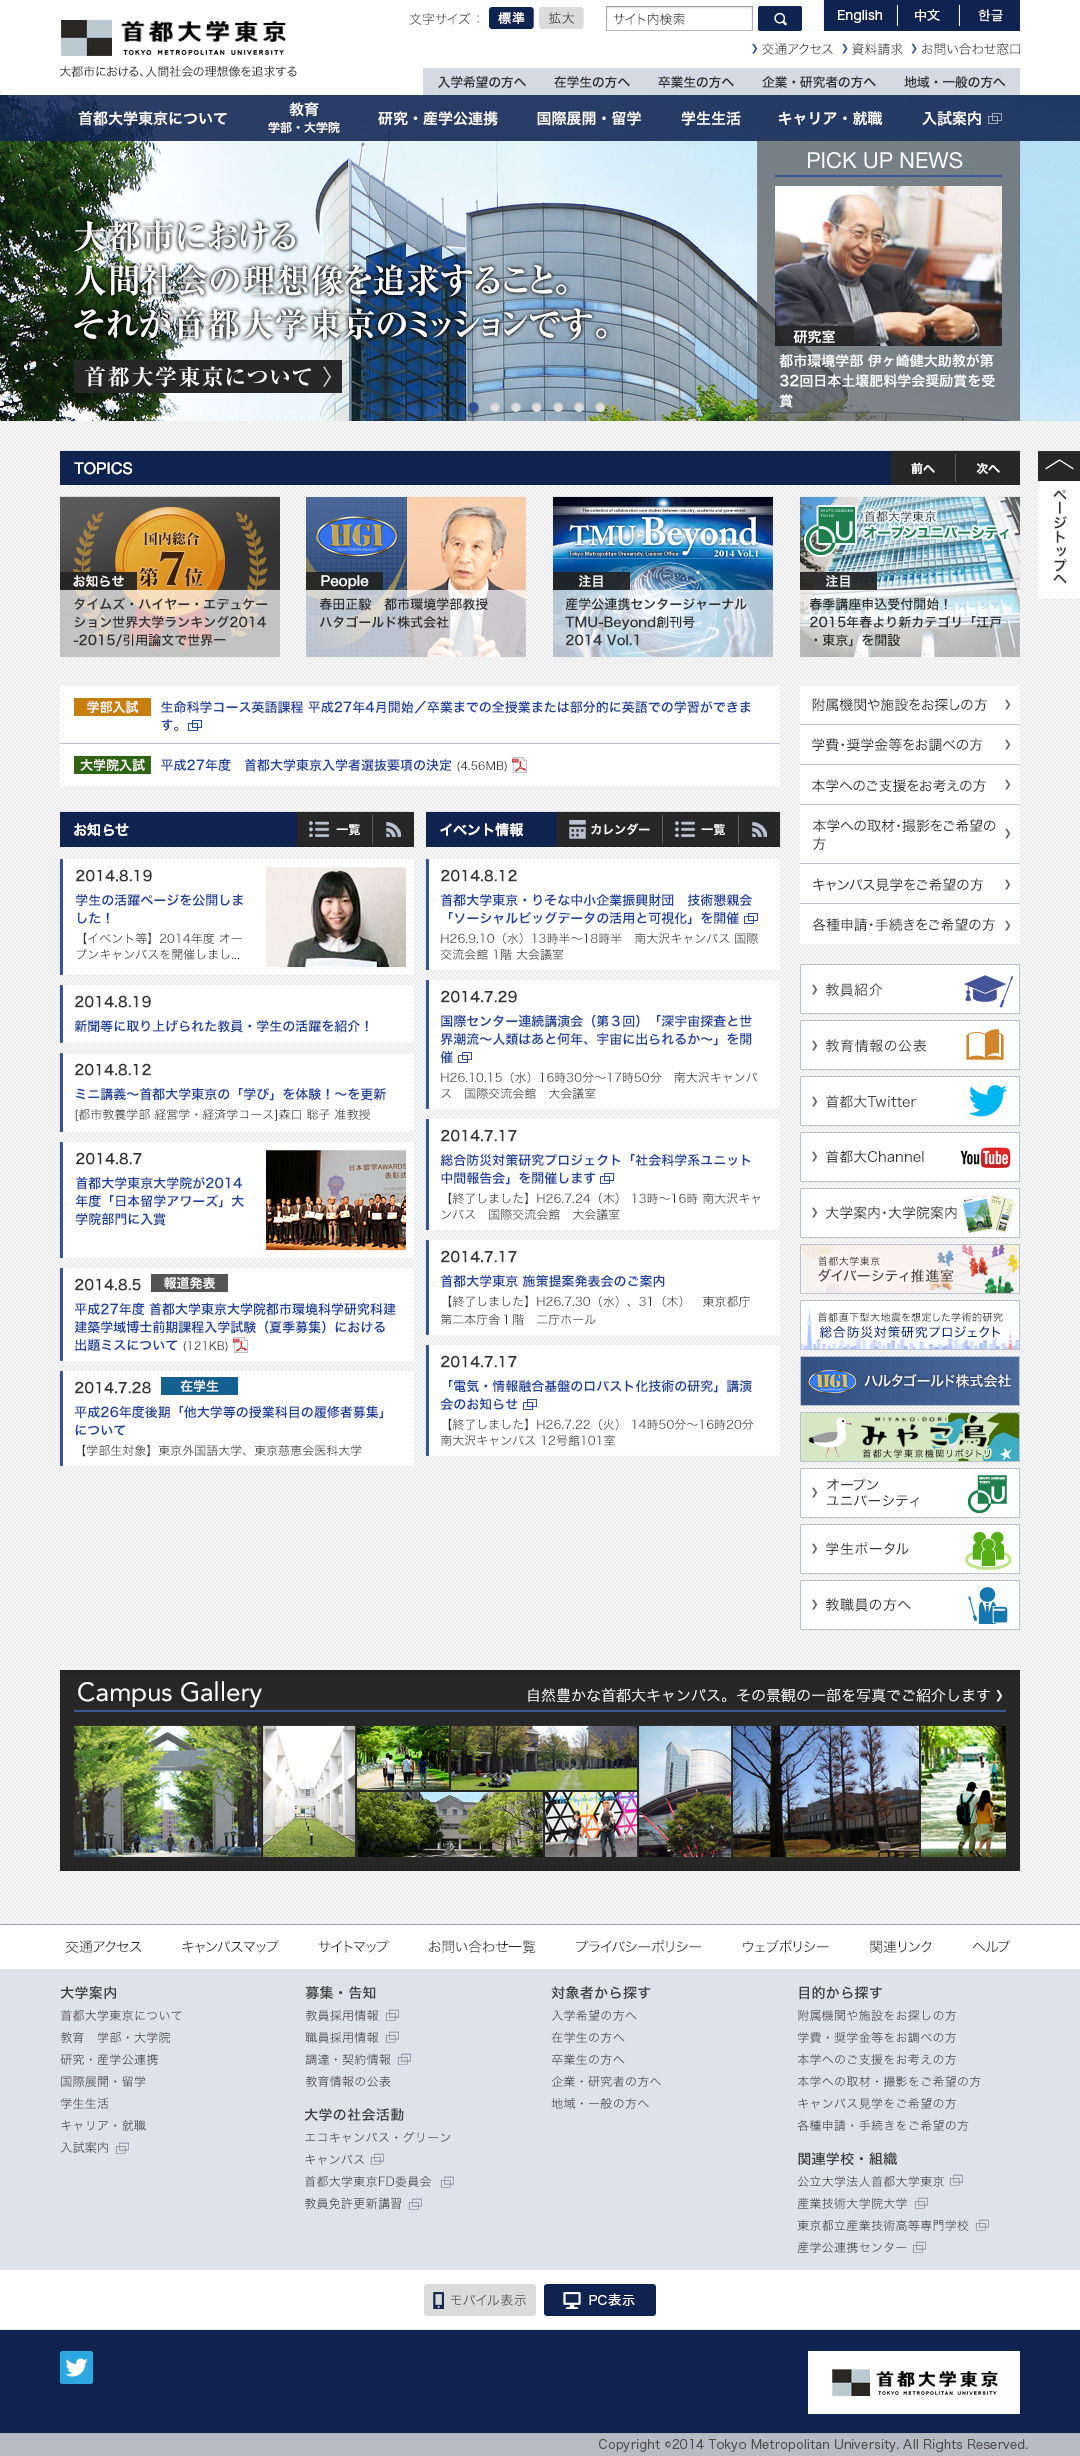 首都大学東京
TOKYO METROPOLITAN UNIVERSITY
大都市における、人間社会の理想像を追求する
文字サイズ： 標準 拡大 サイト内検索
English 中文 한글
交通アクセス 資料請求 お問い合わせ窓口
入学希望の方へ 在学生の方へ 卒業生の方へ 企業・研究者の方へ 地域・一般の方へ
首都大学東京について 教育 学部・大学院 研究・産学公連携 国際展開・留学 学生生活 キャリア・就職 入試案内
大都市における
人間社会の理想像を追求すること。
それが首都大学東京のミッションです。
首都大学東京について
PICK UP NEWS
研究室
都市環境学部 伊ヶ崎健大助教が第
32回日本土壌肥料学会奨励賞を受
賞
TOPICS 前へ 次へ
ページトップへ
国内総合
第7位
お知らせ
タイムズ・ハイヤー・エデュケー
ション世界大学ランキング2014
-2015/引用論文で世界一
HGI
People
春田正毅 都市環境学部教授
ハタゴールド株式会社
The collection of collaboration case studies between industry, academia and government
TMU-Beyond
Tokyo Metropolitan University, Liaison Office 2014 Vol.1
注目
産学公連携センタージャーナル
TMU-Beyond創刊号
2014 Vol.1
首都大学東京
オープンユニバーシティ
注目
春季講座申込受付開始！
2015年春より新カテゴリ「江戸
・東京」を開設
学部入試 生命科学コース英語課程 平成27年4月開始／卒業までの全授業または部分的に英語での学習ができま
す。
大学院入試 平成27年度 首都大学東京入学者選抜要項の決定 (4.56MB)
お知らせ 一覧
2014.8.19
学生の活躍ページを公開しま
した！
【イベント等】2014年度 オー
プンキャンパスを開催しまし...
2014.8.19
新聞等に取り上げられた教員・学生の活躍を紹介！
2014.8.12
ミニ講義～首都大学東京の「学び」を体験！～を更新
[都市教養学部 経営学・経済学コース]森口 聡子 准教授
2014.8.7
首都大学東京大学院が2014
年度「日本留学アワーズ」大
学院部門に入賞
日本留学AWARDS
表彰式
2014.8.5 報道発表
平成27年度 首都大学東京大学院都市環境科学研究科建
建築学域博士前期課程入学試験（夏季募集）における
出題ミスについて (121KB)
2014.7.28 在学生
平成26年度後期「他大学等の授業科目の履修者募集」
について
【学部生対象】東京外国語大学、東京慈恵会医科大学
イベント情報 カレンダー 一覧
2014.8.12
首都大学東京・りそな中小企業振興財団 技術懇親会
「ソーシャルビッグデータの活用と可視化」を開催
H26.9.10（水）13時半～18時半 南大沢キャンパス 国際
交流会館 1階 大会議室
2014.7.29
国際センター連続講演会（第３回）「深宇宙探査と世
界潮流～人類はあと何年、宇宙に出られるか～」を開
催
H26.10.15（水）16時30分～17時50分 南大沢キャンパ
ス 国際交流会館 大会議室
2014.7.17
総合防災対策研究プロジェクト「社会科学系ユニット
中間報告会」を開催します
【終了しました】H26.7.24（木） 13時～16時 南大沢キャ
ンパス 国際交流会館 大会議室
2014.7.17
首都大学東京 施策提案発表会のご案内
【終了しました】H26.7.30（水）、31（木） 東京都庁
第二本庁舎１階 二庁ホール
2014.7.17
「電気・情報融合基盤のロバスト化技術の研究」講演
会のお知らせ
【終了しました】H26.7.22（火） 14時50分～16時20分
南大沢キャンパス 12号館101室
附属機関や施設をお探しの方
学費・奨学金等をお調べの方
本学へのご支援をお考えの方
本学への取材・撮影をご希望の
方
キャンパス見学をご希望の方
各種申請・手続きをご希望の方
教員紹介
教育情報の公表
首都大Twitter
首都大Channel YouTube
大学案内・大学院案内
首都大学東京
ダイバーシティ推進室
首都直下型大地震を想定した学術的研究
総合防災対策研究プロジェクト
HGI ハルタゴールド株式会社
MIYAKO-DORI
みやこ鳥
首都大学東京機関リポジトリ
オープン
ユニバーシティ
学生ポータル
教職員の方へ
Campus Gallery 自然豊かな首都大キャンパス。その景観の一部を写真でご紹介します
交通アクセス キャンパスマップ サイトマップ お問い合わせ一覧 プライバシーポリシー ウェブポリシー 関連リンク ヘルプ
大学案内
首都大学東京について
教育 学部・大学院
研究・産学公連携
国際展開・留学
学生生活
キャリア・就職
入試案内
募集・告知
教員採用情報
職員採用情報
調達・契約情報
教育情報の公表
大学の社会活動
エコキャンパス・グリーン
キャンパス
首都大学東京FD委員会
教員免許更新講習
対象者から探す
入学希望の方へ
在学生の方へ
卒業生の方へ
企業・研究者の方へ
地域・一般の方へ
目的から探す
附属機関や施設をお探しの方
学費・奨学金等をお調べの方
本学へのご支援をお考えの方
本学への取材・撮影をご希望の方
キャンパス見学をご希望の方
各種申請・手続きをご希望の方
関連学校・組織
公立大学法人首都大学東京
産業技術大学院大学
東京都立産業技術高等専門学校
産学公連携センター
モバイル表示 PC表示
首都大学東京
TOKYO METROPOLITAN UNIVERSITY
Copyright ©2014 Tokyo Metropolitan University. All Rights Reserved.